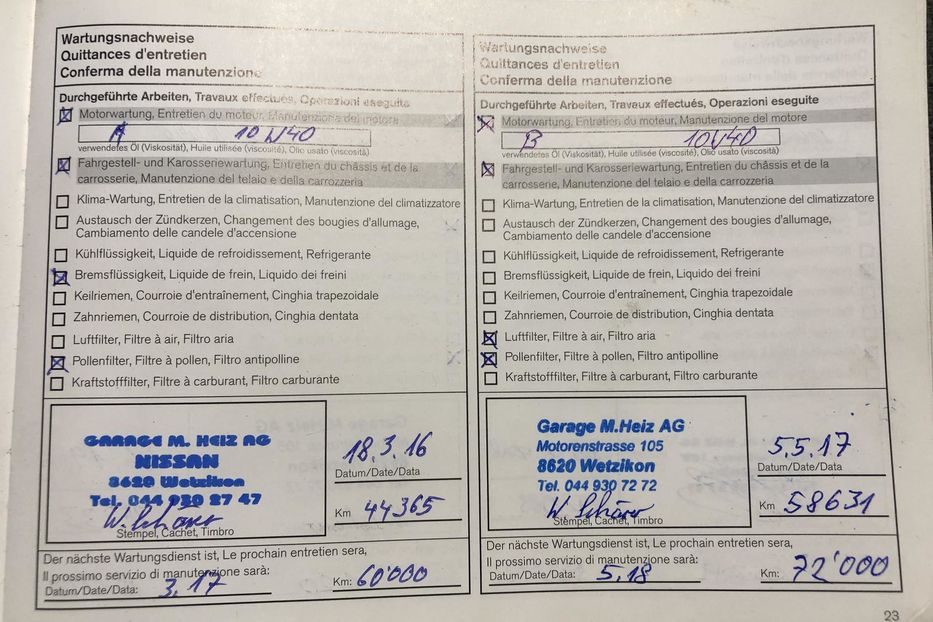 Wartungsnachweise
Quittances d'entretien
Conferma della manutenzione
Durchgeführte Arbeiten, Travaux effectués, Operazioni eseguite
Motorwartung, Entretien du moteur, Manutenzione del motore
A 10W40
verwendetes Öl (Viskosität), Huile utilisée (viscosité), Olio usato (viscosità)
Fahrgestell- und Karosseriewartung, Entretien du châssis et de la
carrosserie, Manutenzione del telaio e della carrozzeria
Klima-Wartung, Entretien de la climatisation, Manutenzione del climatizzatore
Austausch der Zündkerzen, Changement des bougies d'allumage,
Cambiamento delle candele d'accensione
Kühlflüssigkeit, Liquide de refroidissement, Refrigerante
Bremsflüssigkeit, Liquide de frein, Liquido dei freini
Keilriemen, Courroie d'entraînement, Cinghia trapezoidale
Zahnriemen, Courroie de distribution, Cinghia dentata
Luftfilter, Filtre à air, Filtro aria
Pollenfilter, Filtre à pollen, Filtro antipolline
Kraftstofffilter, Filtre à carburant, Filtro carburante
GARAGE M. HEIZ AG
NISSAN
8620 Wetzikon
Tel. 044 930 27 47
W. Schärer
Stempel, Cachet, Timbro
18.3.16
Datum/Date/Data
Km 44365
Der nächste Wartungsdienst ist, Le prochain entretien sera,
Il prossimo servizio di manutenzione sarà:
Datum/Date/Data: 3.17 Km: 60'000
Wartungsnachweise
Quittances d'entretien
Conferma della manutenzione
Durchgeführte Arbeiten, Travaux effectués, Operazioni eseguite
Motorwartung, Entretien du moteur, Manutenzione del motore
B 10W40
verwendetes Öl (Viskosität), Huile utilisée (viscosité), Olio usato (viscosità)
Fahrgestell- und Karosseriewartung, Entretien du châssis et de la
carrosserie, Manutenzione del telaio e della carrozzeria
Klima-Wartung, Entretien de la climatisation, Manutenzione del climatizzatore
Austausch der Zündkerzen, Changement des bougies d'allumage,
Cambiamento delle candele d'accensione
Kühlflüssigkeit, Liquide de refroidissement, Refrigerante
Bremsflüssigkeit, Liquide de frein, Liquido dei freini
Keilriemen, Courroie d'entraînement, Cinghia trapezoidale
Zahnriemen, Courroie de distribution, Cinghia dentata
Luftfilter, Filtre à air, Filtro aria
Pollenfilter, Filtre à pollen, Filtro antipolline
Kraftstofffilter, Filtre à carburant, Filtro carburante
Garage M.Heiz AG
Motorenstrasse 105
8620 Wetzikon
Tel. 044 930 72 72
W. Schärer
Stempel, Cachet, Timbro
5.5.17
Datum/Date/Data
Km 58631
Der nächste Wartungsdienst ist, Le prochain entretien sera,
Il prossimo servizio di manutenzione sarà:
Datum/Date/Data: 5.18 Km: 72'000
23